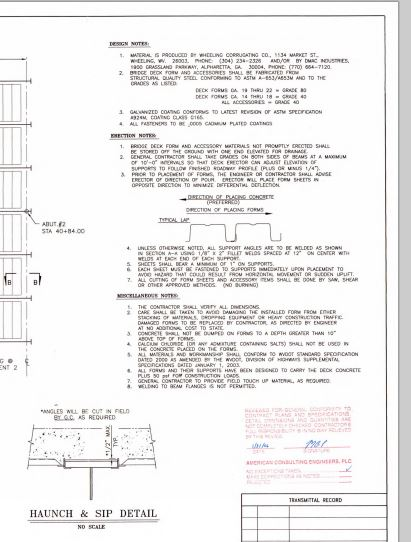 DESIGN NOTES:
1. MATERIAL IS PRODUCED BY WHEELING CORRUGATING CO., 1134 MARKET ST.,
WHEELING, WV. 26003, PHONE: (304) 234-2326 AND/OR BY DMAC INDUSTRIES,
1900 GRASSLAND PARKWAY, ALPHARETTA, GA. 30004, PHONE: (770) 664-7120.
2. BRIDGE DECK FORM AND ACCESSORIES SHALL BE FABRICATED FROM
STRUCTURAL QUALITY STEEL CONFORMING TO ASTM A-653/A653M AND TO THE
GRADES AS LISTED:
DECK FORMS GA. 19 THRU 22 = GRADE 80
DECK FORMS GA. 14 THRU 18 = GRADE 40
ALL ACCESSORIES = GRADE 40
3. GALVANIZED COATING CONFORMS TO LATEST REVISION OF ASTM SPECIFICATION
A924M, COATING CLASS G165.
4. ALL FASTENERS TO BE .0005 CADMIUM PLATED COATINGS
ERECTION NOTES:
1. BRIDGE DECK FORM AND ACCESSORY MATERIALS NOT PROMPTLY ERECTED SHALL
BE STORED OFF THE GROUND WITH ONE END ELEVATED FOR DRAINAGE.
2. GENERAL CONTRACTOR SHALL TAKE GRADES ON BOTH SIDES OF BEAMS AT A MAXIMUM
OF 10'-0" INTERVALS SO THAT DECK ERECTOR CAN ADJUST ELEVATION OF
SUPPORTS TO FOLLOW FINISHED ROADWAY PROFILE (PLUS OR MINUS 1/4").
3. PRIOR TO PLACEMENT OF FORMS, THE ENGINEER OR CONTRACTOR SHALL ADVISE
ERECTOR OF DIRECTION OF POUR. ERECTOR WILL PLACE FORM SHEETS IN
OPPOSITE DIRECTION TO MINIMIZE DIFFERENTIAL DEFLECTION.
DIRECTION OF PLACING CONCRETE
(PREFERRED)
DIRECTION OF PLACING FORMS
TYPICAL LAP
ABUT.#2
STA 40+84.00
B B
4. UNLESS OTHERWISE NOTED, ALL SUPPORT ANGLES ARE TO BE WELDED AS SHOWN
IN SECTION A-A USING 1/8" X 2" FILLET WELDS SPACED AT 12" ON CENTER WITH
WELDS AT EACH END OF EACH SUPPORT.
5. SHEETS SHALL BEAR A MINIMUM OF 1" ON SUPPORTS.
6. EACH SHEET MUST BE FASTENED TO SUPPORTS IMMEDIATELY UPON PLACEMENT TO
AVOID HAZARD THAT COULD RESULT FROM HORIZONTAL MOVEMENT OR SUDDEN UPLIFT.
7. ALL CUTTING OF FORM SHEETS AND ACCESSORY ITEMS SHALL BE DONE BY SAW, SHEAR
OR OTHER APPROVED METHODS. (NO BURNING)
MISCELLANEOUS NOTES:
1. THE CONTRACTOR SHALL VERIFY ALL DIMENSIONS.
2. CARE SHALL BE TAKEN TO AVOID DAMAGING THE INSTALLED FORM FROM EITHER
STACKING OF MATERIALS, DROPPING EQUIPMENT OR HEAVY CONSTRUCTION TRAFFIC.
DAMAGED FORMS TO BE REPLACED BY CONTRACTOR, AS DIRECTED BY ENGINEER
AT NO ADDITIONAL COST TO STATE.
3. CONCRETE SHALL NOT BE DUMPED ON FORMS TO A DEPTH GREATER THAN 10"
ABOVE TOP OF FORMS.
4. CALCIUM CHLORIDE (OR ANY ADMIXTURE CONTAINING SALTS) SHALL NOT BE USED IN
THE CONCRETE PLACED ON THE FORMS.
5. ALL MATERIALS AND WORKMANSHIP SHALL CONFORM TO WVDOT STANDARD SPECIFICATION
DATED 2000 AS AMENDED BY THE WVDOT, DIVISION OF HIGHWAYS SUPPLEMENTAL
SPECIFICATIONS DATED JANUARY 1, 2003.
6. ALL FORMS AND THEIR SUPPORTS HAVE BEEN DESIGNED TO CARRY THE DECK CONCRETE
PLUS 50 psf FOR CONSTRUCTION LOADS.
7. GENERAL CONTRACTOR TO PROVIDE FIELD TOUCH UP MATERIAL, AS REQUIRED.
8. WELDING TO BEAM FLANGES IS NOT PERMITTED.
*ANGLES WILL BE CUT IN FIELD
BY G.C. AS REQUIRED.
1/2" MAX.
TYP.
HAUNCH & SIP DETAIL
NO SCALE
REVIEWED FOR GENERAL CONFORMITY TO
CONTRACT PLANS AND SPECIFICATIONS.
DATE SIGNATURE
AMERICAN CONSULTING ENGINEERS, PLC
NO EXCEPTIONS TAKEN
MAKE CORRECTIONS AS NOTED
REJECTED
TRANSMITTAL RECORD